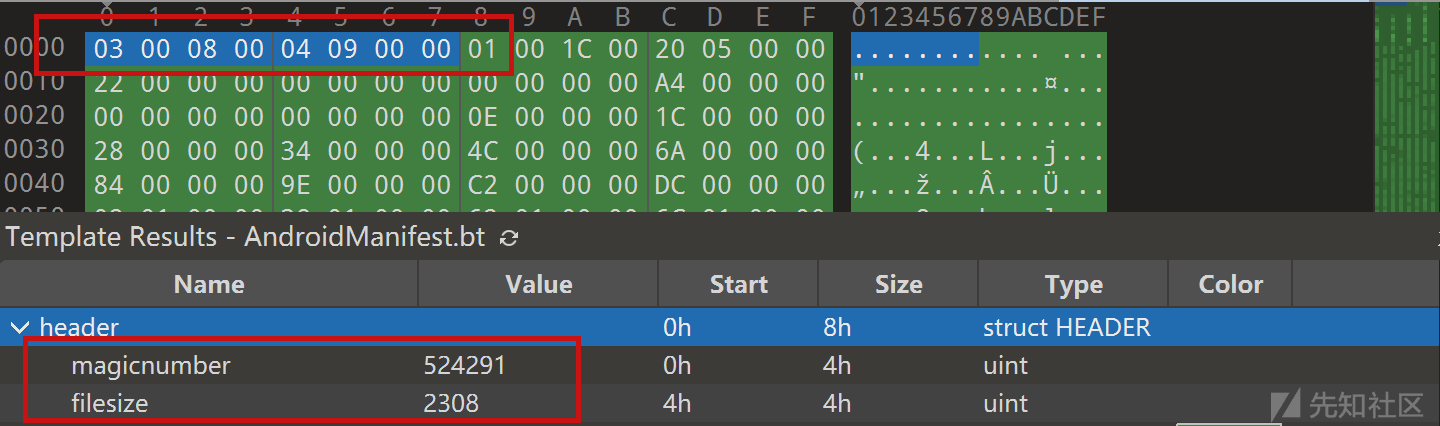 0 1 2 3 4 5 6 7 8 9 A B C D E F 0123456789ABCDEF
0000 03 00 08 00 04 09 00 00 01 00 1C 00 20 05 00 00 ............ ...
0010 22 00 00 00 00 00 00 00 00 00 00 00 A4 00 00 00 "...........¤...
0020 00 00 00 00 00 00 00 00 0E 00 00 00 1C 00 00 00 ................
0030 28 00 00 00 34 00 00 00 4C 00 00 00 6A 00 00 00 (...4...L...j...
0040 84 00 00 00 9E 00 00 00 C2 00 00 00 DC 00 00 00 „...ž...Â...Ü...
Template Results - AndroidManifest.bt
Name Value Start Size Type Color
header 0h 8h struct HEADER
magicnumber 524291 0h 4h uint
filesize 2308 4h 4h uint
先知社区